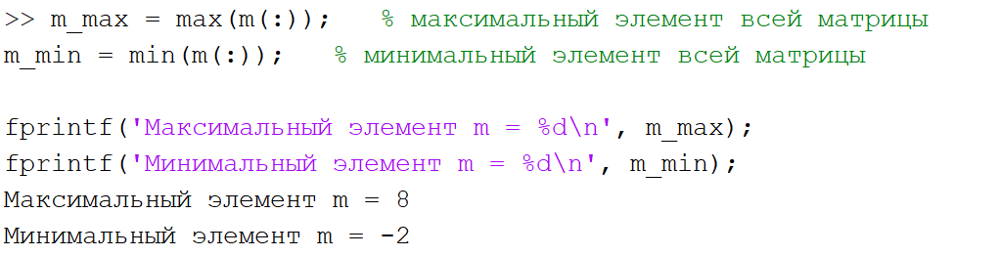 >> m_max = max(m(:));   % максимальный элемент всей матрицы
m_min = min(m(:));   % минимальный элемент всей матрицы

fprintf('Максимальный элемент m = %d\n', m_max);
fprintf('Минимальный элемент m = %d\n', m_min);
Максимальный элемент m = 8
Минимальный элемент m = -2